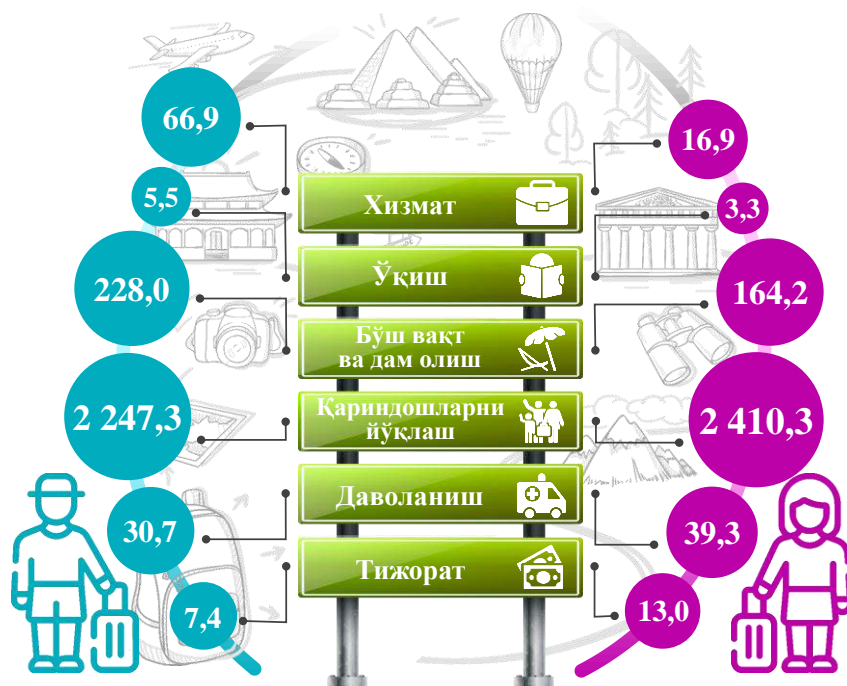 66,9
Хизмат
16,9
5,5
Ўқиш
3,3
228,0
Бўш вақт
ва дам олиш
164,2
2 247,3
Қариндошларни
йўқлаш
2 410,3
30,7
Даволаниш
39,3
7,4
Тижорат
13,0